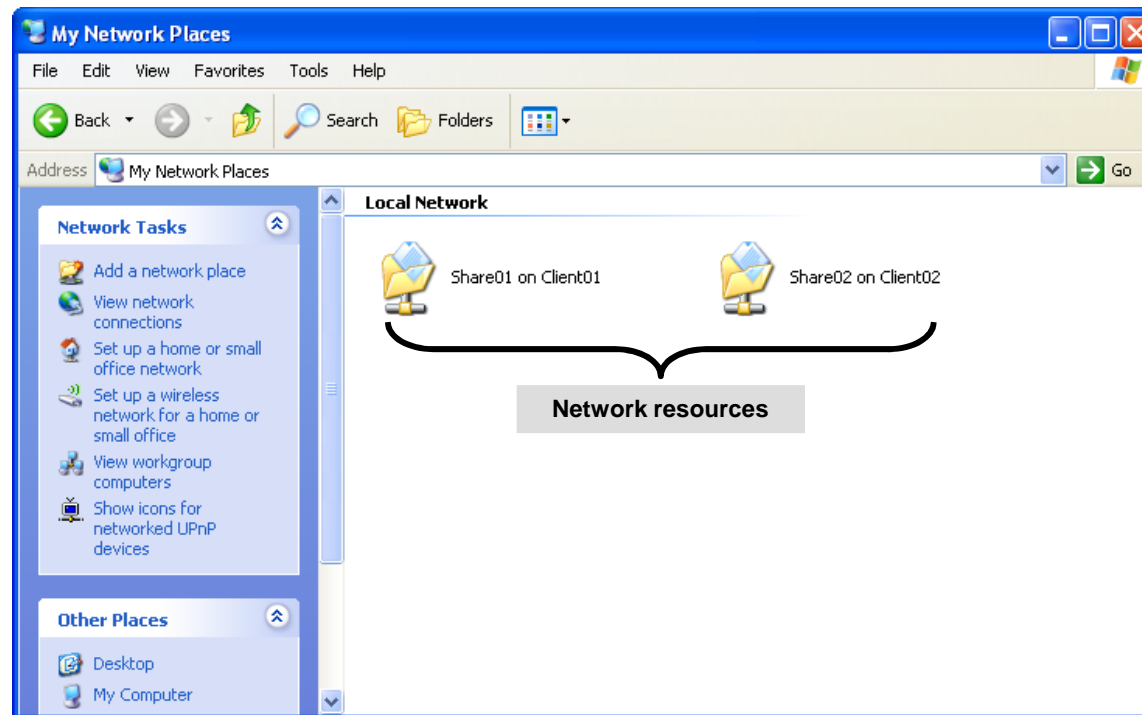 My Network Places
File Edit View Favorites Tools Help
Back Search Folders
Address My Network Places Go
Network Tasks
Add a network place
View network
connections
Set up a home or small
office network
Set up a wireless
network for a home or
small office
View workgroup
computers
Show icons for
networked UPnP
devices
Other Places
Desktop
My Computer
Local Network
Share01 on Client01 Share02 on Client02
Network resources